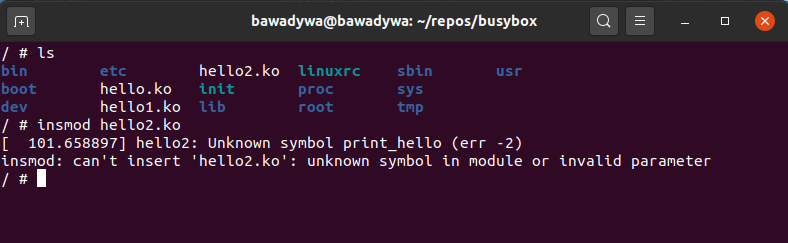 bawadywa@bawadywa: ~/repos/busybox
/ # ls
bin        etc        hello2.ko  linuxrc    sbin       usr
boot       hello.ko   init       proc       sys
dev        hello1.ko  lib        root       tmp
/ # insmod hello2.ko
[  101.658897] hello2: Unknown symbol print_hello (err -2)
insmod: can't insert 'hello2.ko': unknown symbol in module or invalid parameter
/ #